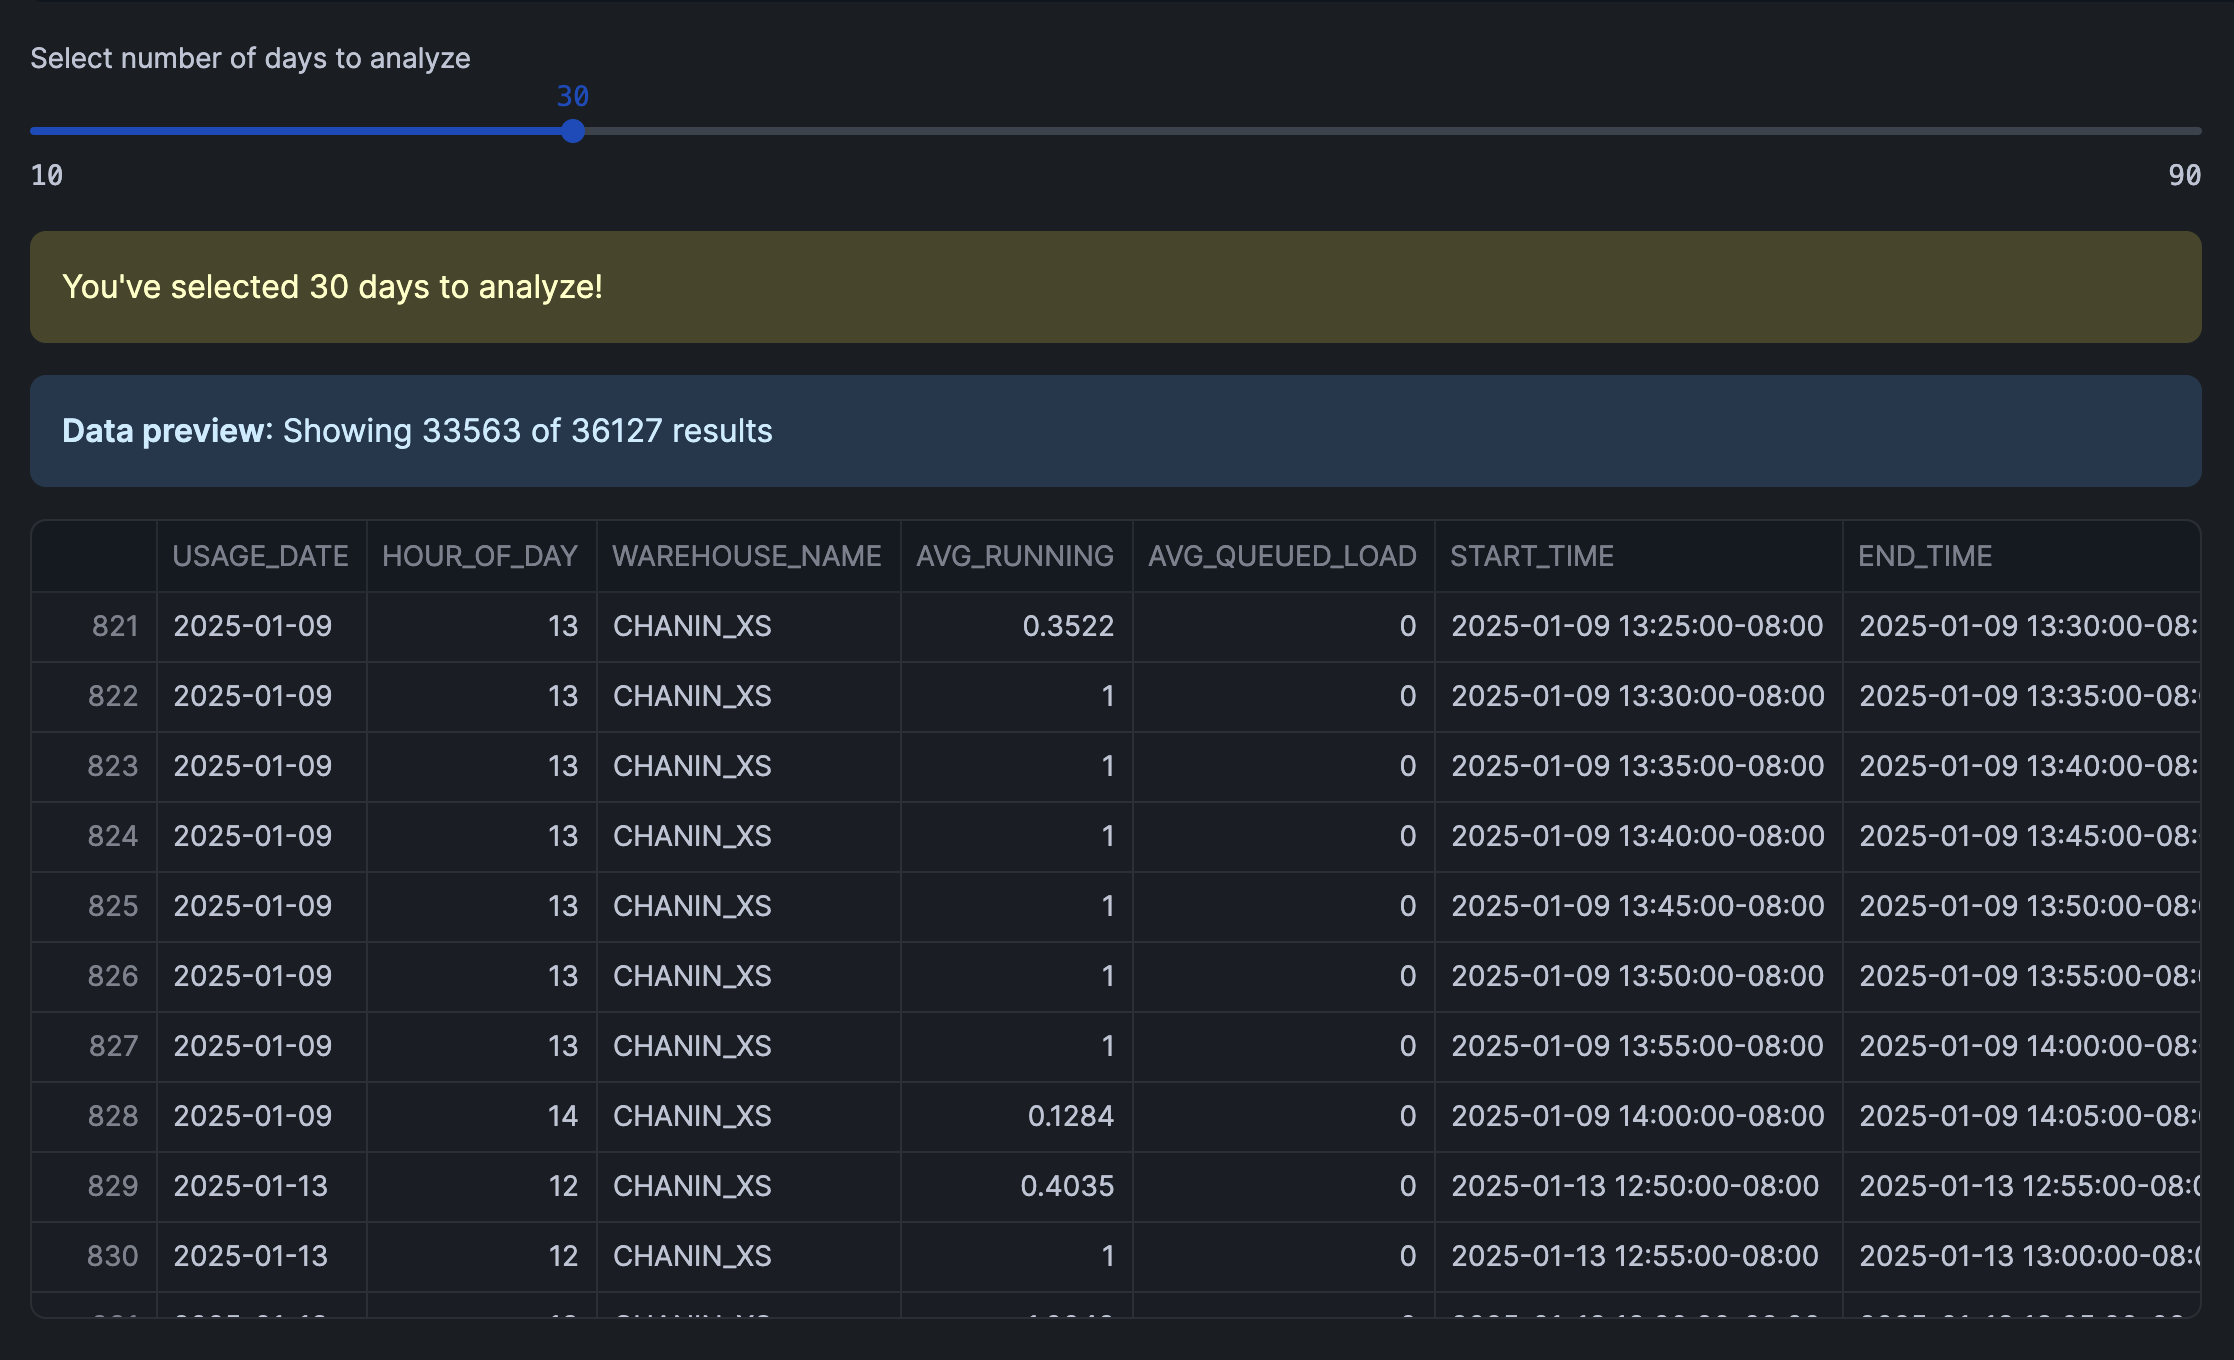 Select number of days to analyze
30
10 90
You've selected 30 days to analyze!
Data preview: Showing 33563 of 36127 results
USAGE_DATE HOUR_OF_DAY WAREHOUSE_NAME AVG_RUNNING AVG_QUEUED_LOAD START_TIME END_TIME
821 2025-01-09 13 CHANIN_XS 0.3522 0 2025-01-09 13:25:00-08:00 2025-01-09 13:30:00-08:
822 2025-01-09 13 CHANIN_XS 1 0 2025-01-09 13:30:00-08:00 2025-01-09 13:35:00-08:
823 2025-01-09 13 CHANIN_XS 1 0 2025-01-09 13:35:00-08:00 2025-01-09 13:40:00-08:
824 2025-01-09 13 CHANIN_XS 1 0 2025-01-09 13:40:00-08:00 2025-01-09 13:45:00-08:
825 2025-01-09 13 CHANIN_XS 1 0 2025-01-09 13:45:00-08:00 2025-01-09 13:50:00-08:
826 2025-01-09 13 CHANIN_XS 1 0 2025-01-09 13:50:00-08:00 2025-01-09 13:55:00-08:
827 2025-01-09 13 CHANIN_XS 1 0 2025-01-09 13:55:00-08:00 2025-01-09 14:00:00-08:
828 2025-01-09 14 CHANIN_XS 0.1284 0 2025-01-09 14:00:00-08:00 2025-01-09 14:05:00-08:
829 2025-01-13 12 CHANIN_XS 0.4035 0 2025-01-13 12:50:00-08:00 2025-01-13 12:55:00-08:0
830 2025-01-13 12 CHANIN_XS 1 0 2025-01-13 12:55:00-08:00 2025-01-13 13:00:00-08:0